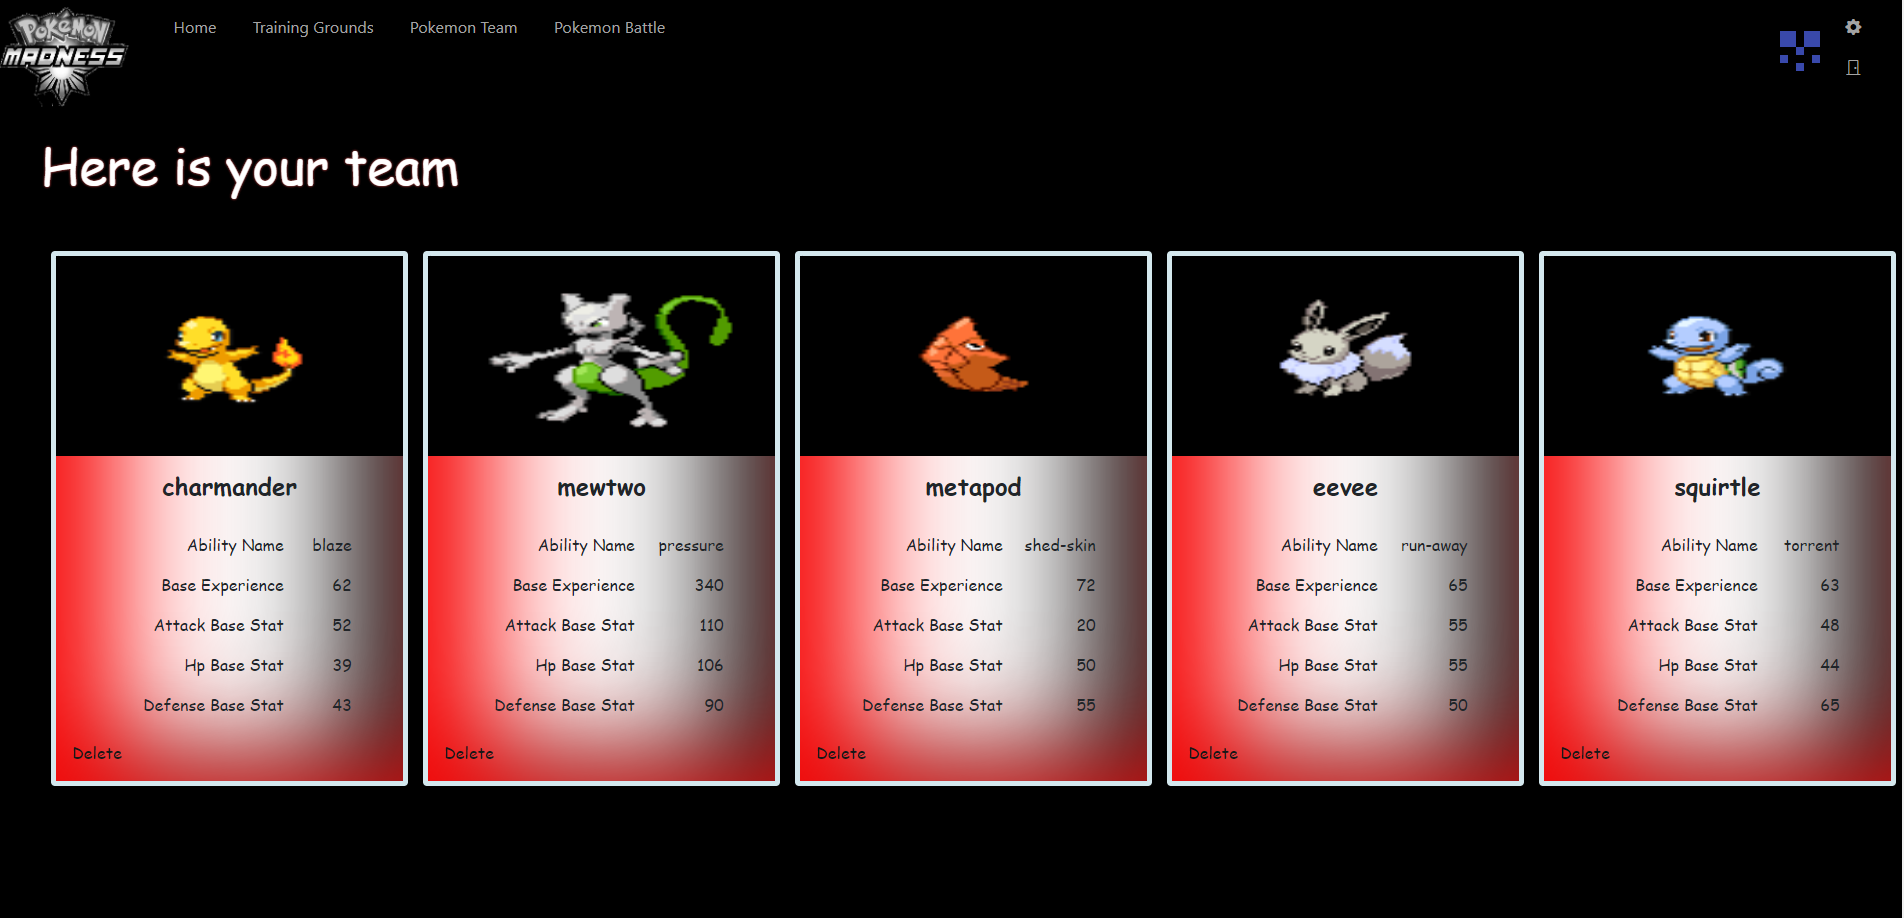 POKéMON
MADNESS
Home Training Grounds Pokemon Team Pokemon Battle
Here is your team
charmander
Ability Name blaze
Base Experience 62
Attack Base Stat 52
Hp Base Stat 39
Defense Base Stat 43
Delete
mewtwo
Ability Name pressure
Base Experience 340
Attack Base Stat 110
Hp Base Stat 106
Defense Base Stat 90
Delete
metapod
Ability Name shed-skin
Base Experience 72
Attack Base Stat 20
Hp Base Stat 50
Defense Base Stat 55
Delete
eevee
Ability Name run-away
Base Experience 65
Attack Base Stat 55
Hp Base Stat 55
Defense Base Stat 50
Delete
squirtle
Ability Name torrent
Base Experience 63
Attack Base Stat 48
Hp Base Stat 44
Defense Base Stat 65
Delete